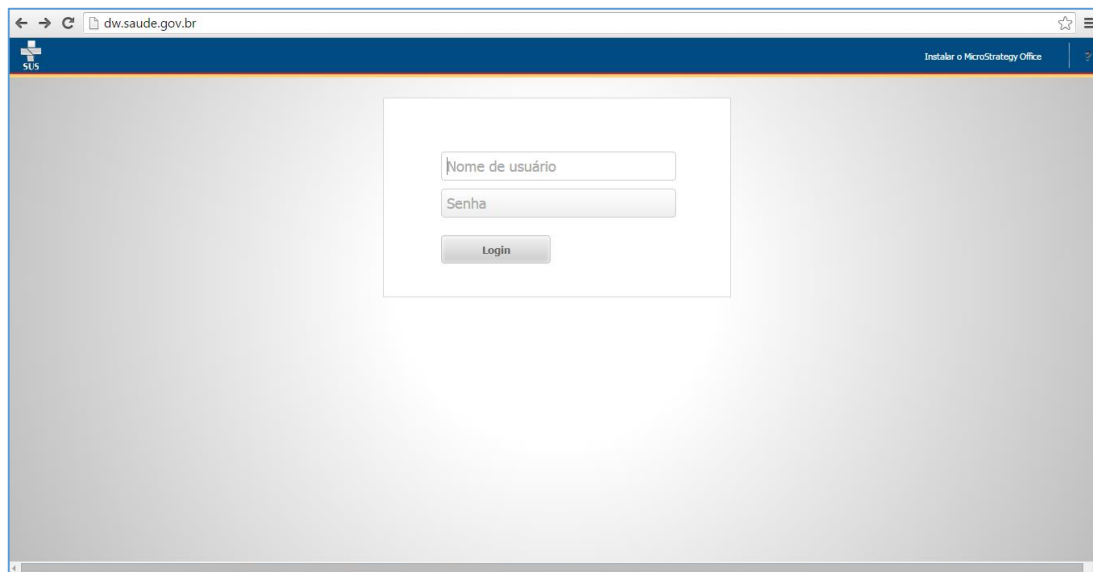 dw.saude.gov.br
SUS
Instalar o MicroStrategy Office
?
Nome de usuário
Senha
Login